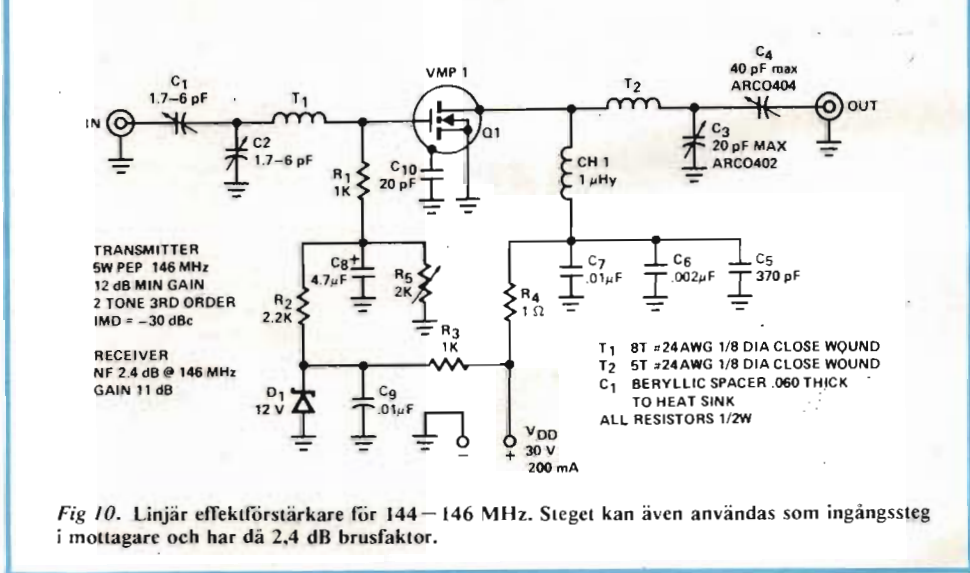 C4
40 pF max
ARCO404
VMP 1
T2
C1
1.7–6 pF
T1
IN
OUT
Q1
C2
1.7–6 pF
C3
20 pF MAX
ARCO402
C10
20 pF
CH 1
1 μHy
R1
1K
TRANSMITTER
5W PEP 146 MHz
12 dB MIN GAIN
2 TONE 3RD ORDER
IMD = −30 dBc
C8 +
4.7μF
R5
2K
C7
.01μF
C6
.002μF
C5
370 pF
R2
2.2K
R4
1 Ω
R3
1K
RECEIVER
NF 2.4 dB @ 146 MHz
GAIN 11 dB
T1 8T #24AWG 1/8 DIA CLOSE WOUND
T2 5T #24AWG 1/8 DIA CLOSE WOUND
C1 BERYLLIC SPACER .060 THICK
TO HEAT SINK
ALL RESISTORS 1/2W
D1
12 V
C9
.01μF
− +
VDD
30 V
200 mA
Fig 10. Linjär effektförstärkare för 144—146 MHz. Steget kan även användas som ingångssteg
i mottagare och har då 2,4 dB brusfaktor.